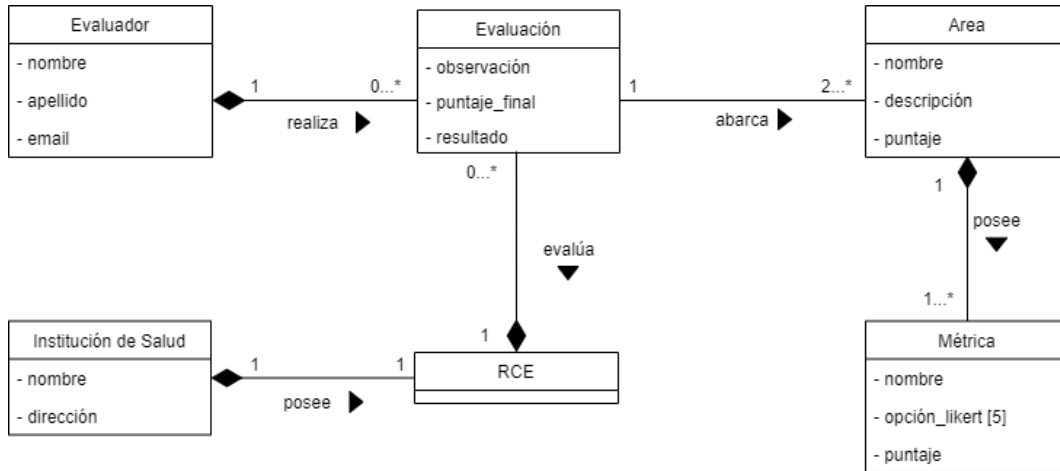 Evaluador
- nombre
- apellido
- email
1
0...*
realiza
Evaluación
- observación
- puntaje_final
- resultado
1
2...*
abarca
Area
- nombre
- descripción
- puntaje
0...*
evalúa
1
1
posee
1...*
Institución de Salud
- nombre
- dirección
1
1
posee
RCE
Métrica
- nombre
- opción_likert [5]
- puntaje